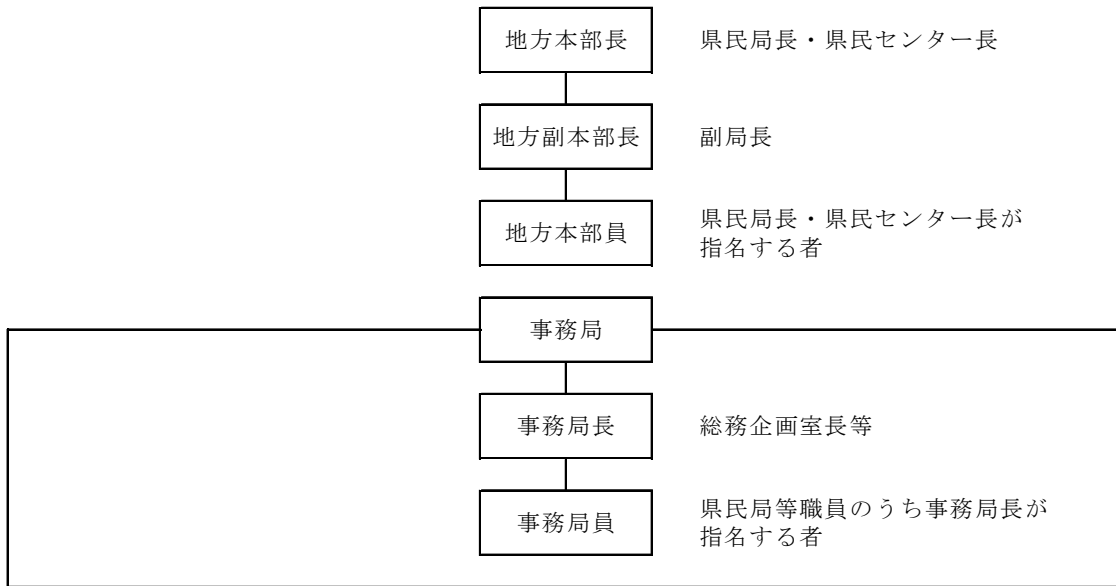 地方本部長 県民局長・県民センター長
地方副本部長 副局長
地方本部員 県民局長・県民センター長が
指名する者
事務局
事務局長 総務企画室長等
事務局員 県民局等職員のうち事務局長が
指名する者